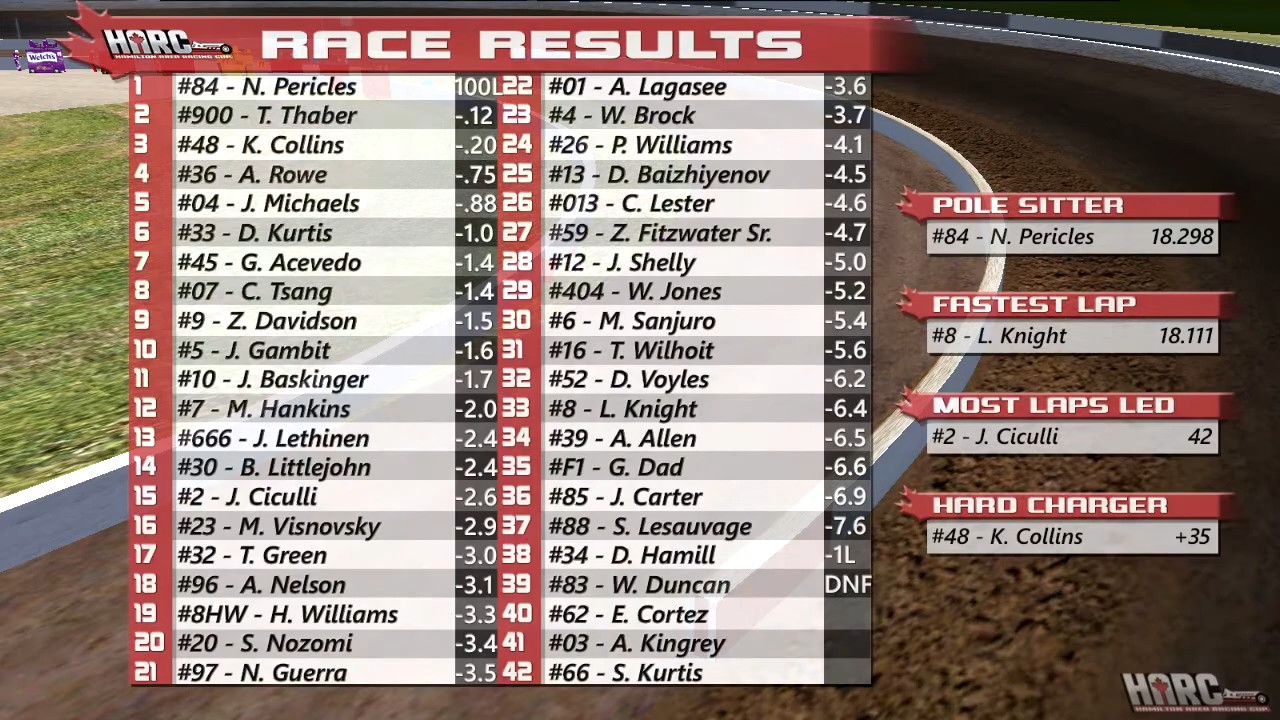 HARC
HAMILTON AREA RACING CUP
RACE RESULTS
Welch's
1 #84 - N. Pericles 100L
2 #900 - T. Thaber -.12
3 #48 - K. Collins -.20
4 #36 - A. Rowe -.75
5 #04 - J. Michaels -.88
6 #33 - D. Kurtis -1.0
7 #45 - G. Acevedo -1.4
8 #07 - C. Tsang -1.4
9 #9 - Z. Davidson -1.5
10 #5 - J. Gambit -1.6
11 #10 - J. Baskinger -1.7
12 #7 - M. Hankins -2.0
13 #666 - J. Lethinen -2.4
14 #30 - B. Littlejohn -2.4
15 #2 - J. Ciculli -2.6
16 #23 - M. Visnovsky -2.9
17 #32 - T. Green -3.0
18 #96 - A. Nelson -3.1
19 #8HW - H. Williams -3.3
20 #20 - S. Nozomi -3.4
21 #97 - N. Guerra -3.5
22 #01 - A. Lagasee -3.6
23 #4 - W. Brock -3.7
24 #26 - P. Williams -4.1
25 #13 - D. Baizhiyenov -4.5
26 #013 - C. Lester -4.6
27 #59 - Z. Fitzwater Sr. -4.7
28 #12 - J. Shelly -5.0
29 #404 - W. Jones -5.2
30 #6 - M. Sanjuro -5.4
31 #16 - T. Wilhoit -5.6
32 #52 - D. Voyles -6.2
33 #8 - L. Knight -6.4
34 #39 - A. Allen -6.5
35 #F1 - G. Dad -6.6
36 #85 - J. Carter -6.9
37 #88 - S. Lesauvage -7.6
38 #34 - D. Hamill -1L
39 #83 - W. Duncan DNF
40 #62 - E. Cortez
41 #03 - A. Kingrey
42 #66 - S. Kurtis
POLE SITTER
#84 - N. Pericles 18.298
FASTEST LAP
#8 - L. Knight 18.111
MOST LAPS LED
#2 - J. Ciculli 42
HARD CHARGER
#48 - K. Collins +35
HARC
HAMILTON AREA RACING CUP